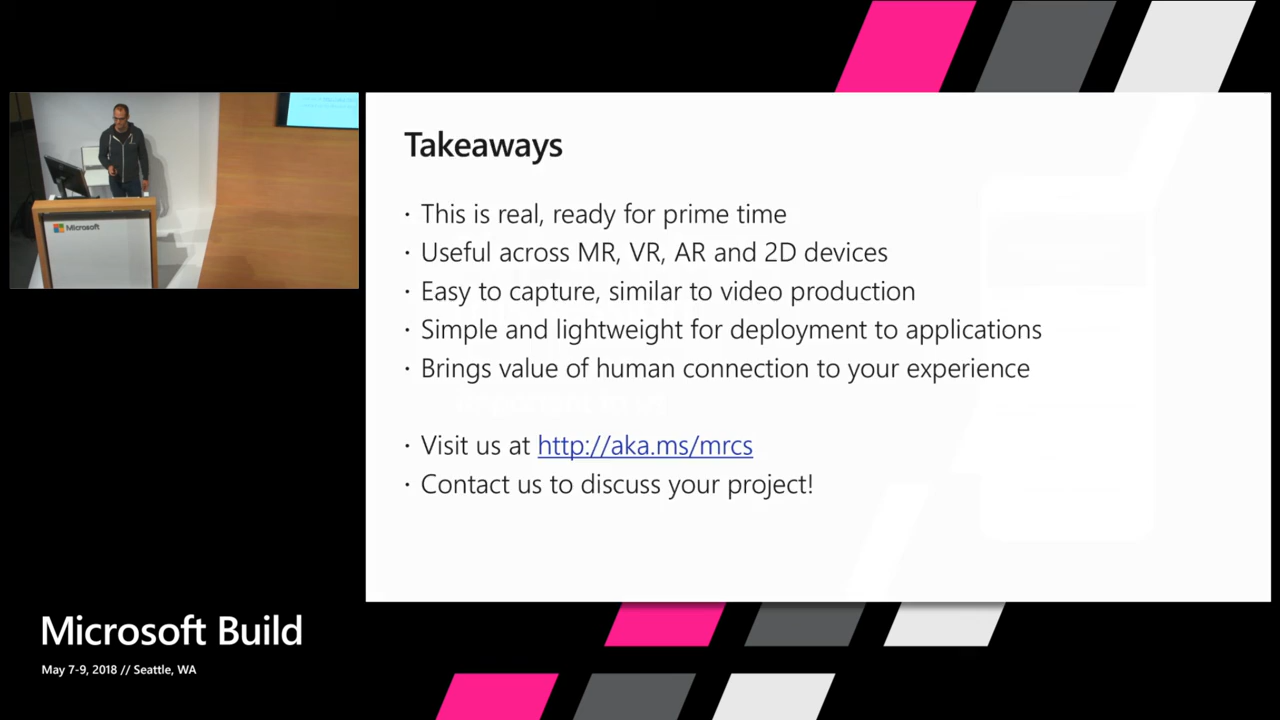 Microsoft
Takeaways
· This is real, ready for prime time
· Useful across MR, VR, AR and 2D devices
· Easy to capture, similar to video production
· Simple and lightweight for deployment to applications
· Brings value of human connection to your experience
· Visit us at http://aka.ms/mrcs
· Contact us to discuss your project!
Microsoft Build
May 7-9, 2018 // Seattle, WA